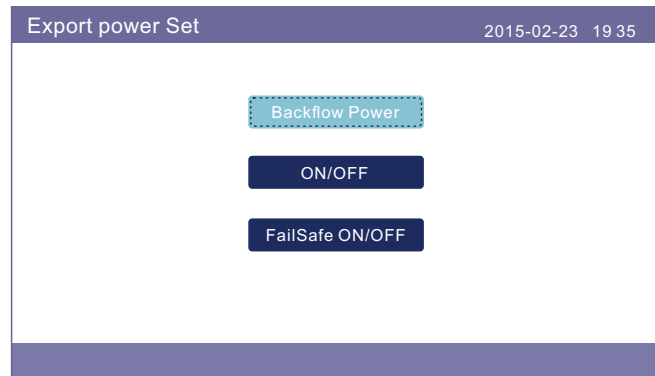 Export power Set
2015-02-23 19 35
Backflow Power
ON/OFF
FailSafe ON/OFF